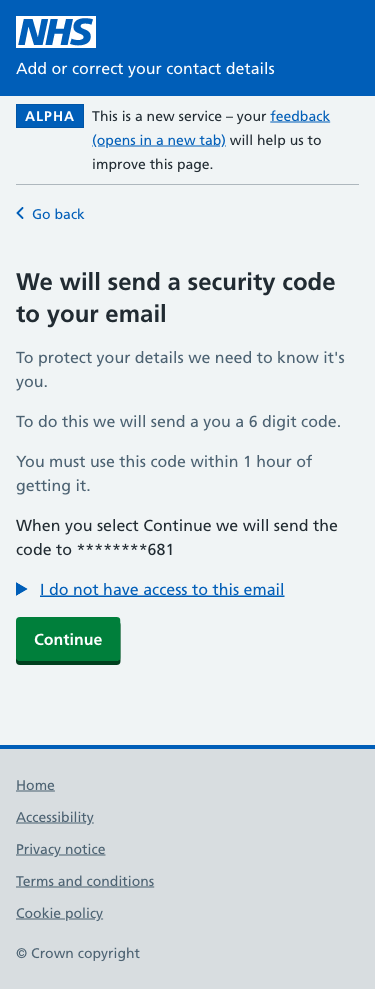 NHS
Add or correct your contact details
ALPHA
This is a new service – your feedback
(opens in a new tab) will help us to
improve this page.
Go back
We will send a security code
to your email
To protect your details we need to know it's
you.
To do this we will send a you a 6 digit code.
You must use this code within 1 hour of
getting it.
When you select Continue we will send the
code to ********681
I do not have access to this email
Continue
Home
Accessibility
Privacy notice
Terms and conditions
Cookie policy
© Crown copyright